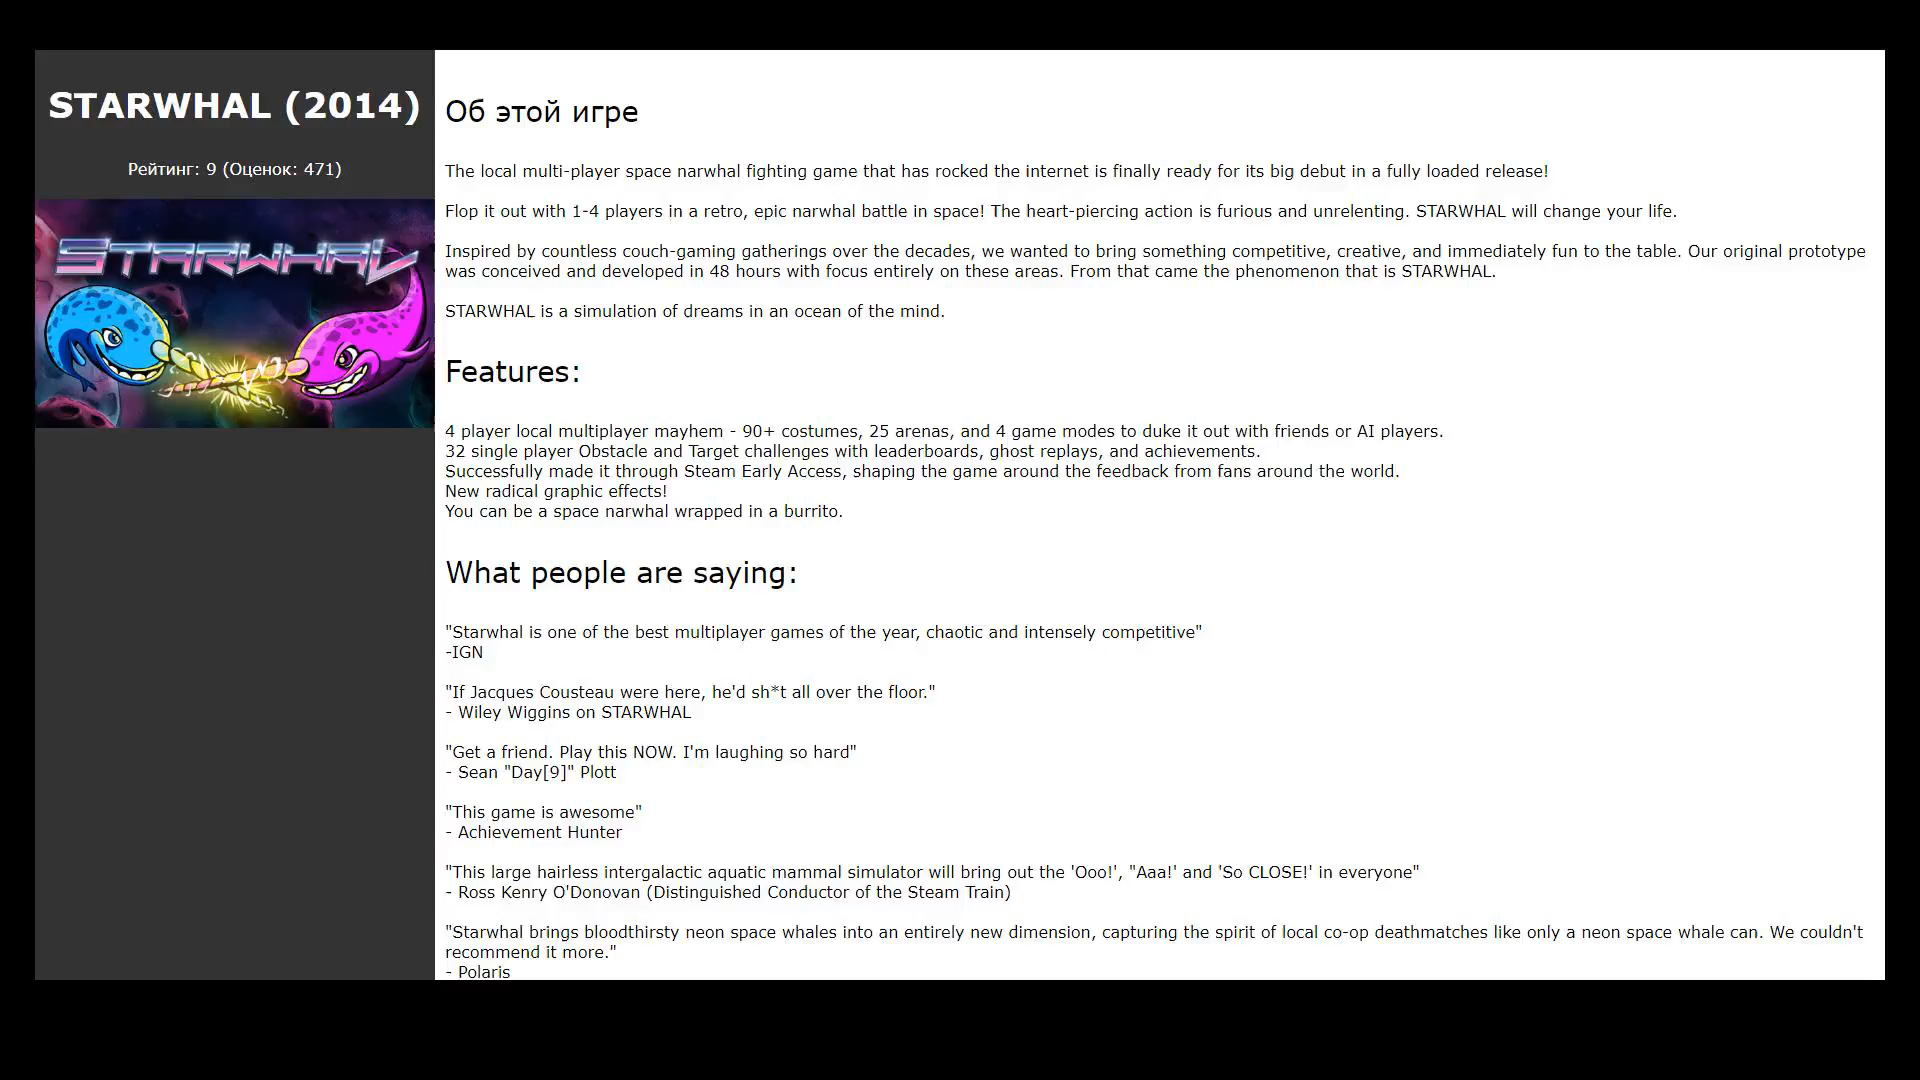 STARWHAL (2014)
Рейтинг: 9 (Оценок: 471)
STARWHAL
Об этой игре
The local multi-player space narwhal fighting game that has rocked the internet is finally ready for its big debut in a fully loaded release!
Flop it out with 1-4 players in a retro, epic narwhal battle in space! The heart-piercing action is furious and unrelenting. STARWHAL will change your life.
Inspired by countless couch-gaming gatherings over the decades, we wanted to bring something competitive, creative, and immediately fun to the table. Our original prototype
was conceived and developed in 48 hours with focus entirely on these areas. From that came the phenomenon that is STARWHAL.
STARWHAL is a simulation of dreams in an ocean of the mind.
Features:
4 player local multiplayer mayhem - 90+ costumes, 25 arenas, and 4 game modes to duke it out with friends or AI players.
32 single player Obstacle and Target challenges with leaderboards, ghost replays, and achievements.
Successfully made it through Steam Early Access, shaping the game around the feedback from fans around the world.
New radical graphic effects!
You can be a space narwhal wrapped in a burrito.
What people are saying:
"Starwhal is one of the best multiplayer games of the year, chaotic and intensely competitive"
-IGN
"If Jacques Cousteau were here, he'd sh*t all over the floor."
- Wiley Wiggins on STARWHAL
"Get a friend. Play this NOW. I'm laughing so hard"
- Sean "Day[9]" Plott
"This game is awesome"
- Achievement Hunter
"This large hairless intergalactic aquatic mammal simulator will bring out the 'Ooo!', "Aaa!' and 'So CLOSE!' in everyone"
- Ross Kenry O'Donovan (Distinguished Conductor of the Steam Train)
"Starwhal brings bloodthirsty neon space whales into an entirely new dimension, capturing the spirit of local co-op deathmatches like only a neon space whale can. We couldn't
recommend it more."
- Polaris